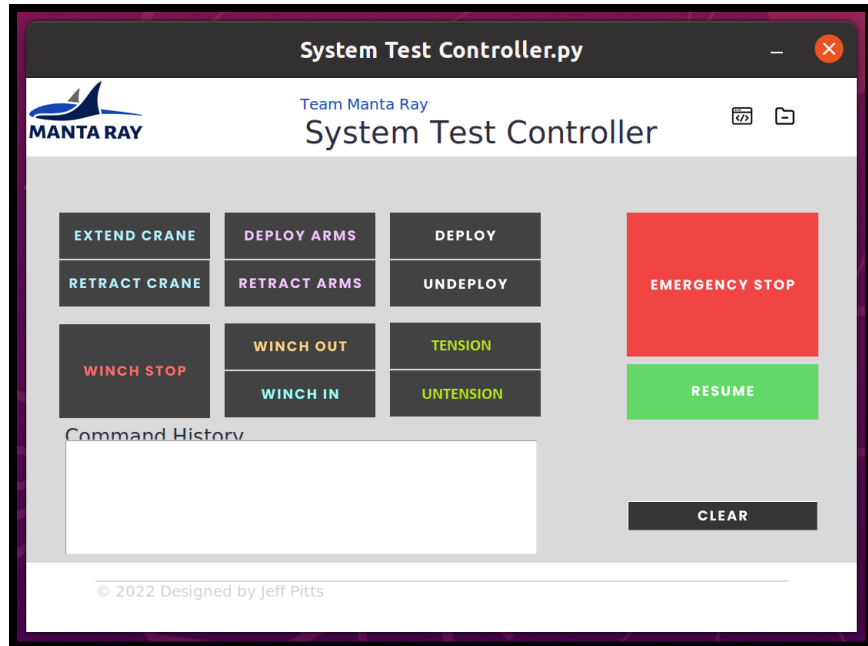 System Test Controller.py
MANTA RAY
Team Manta Ray
System Test Controller
EXTEND CRANE
DEPLOY ARMS
DEPLOY
RETRACT CRANE
RETRACT ARMS
UNDEPLOY
EMERGENCY STOP
WINCH STOP
WINCH OUT
TENSION
WINCH IN
UNTENSION
RESUME
Command History
CLEAR
© 2022 Designed by Jeff Pitts